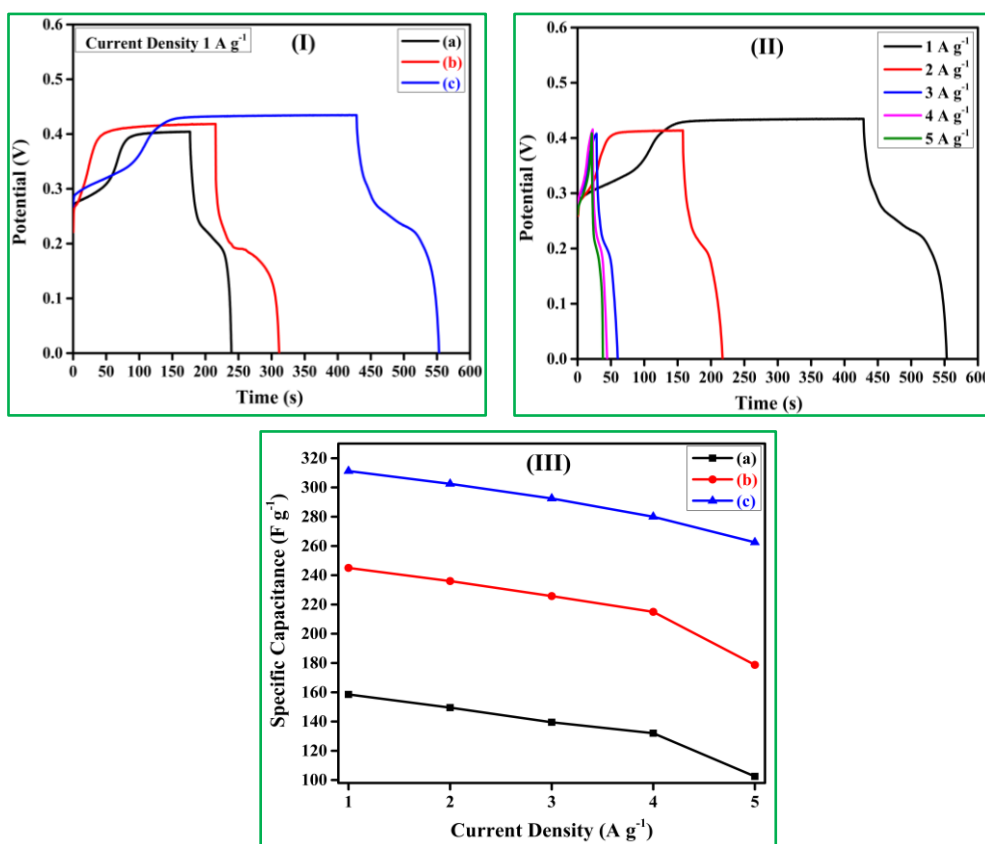 Current Density 1 A g⁻¹
(I)
(a)
(b)
(c)
0.6
0.5
0.4
0.3
0.2
0.1
0.0
Potential (V)
0 50 100 150 200 250 300 350 400 450 500 550 600
Time (s)
(II)
1 A g⁻¹
2 A g⁻¹
3 A g⁻¹
4 A g⁻¹
5 A g⁻¹
0.6
0.5
0.4
0.3
0.2
0.1
0.0
Potential (V)
0 50 100 150 200 250 300 350 400 450 500 550 600
Time (s)
(III)
(a)
(b)
(c)
320
300
280
260
240
220
200
180
160
140
120
100
Specific Capacitance (F g⁻¹)
1 2 3 4 5
Current Density (A g⁻¹)